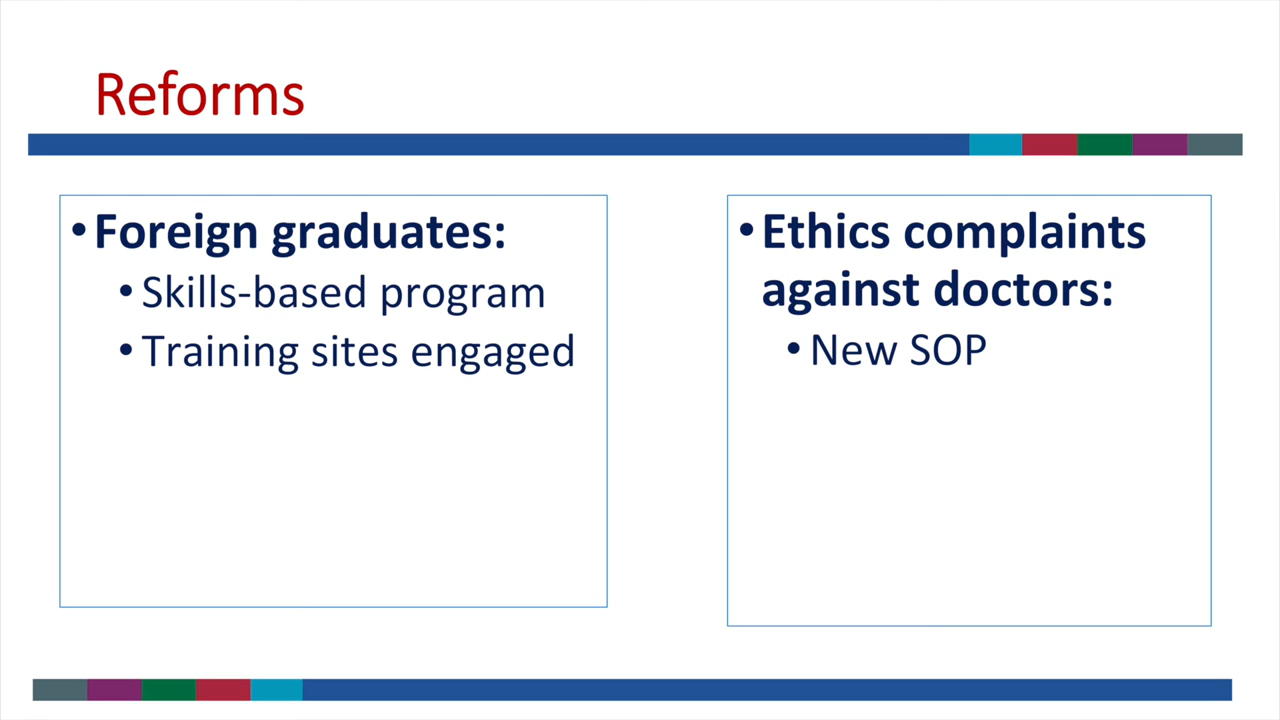 Reforms
•Foreign graduates:
•Skills-based program
•Training sites engaged
•Ethics complaints
against doctors:
•New SOP